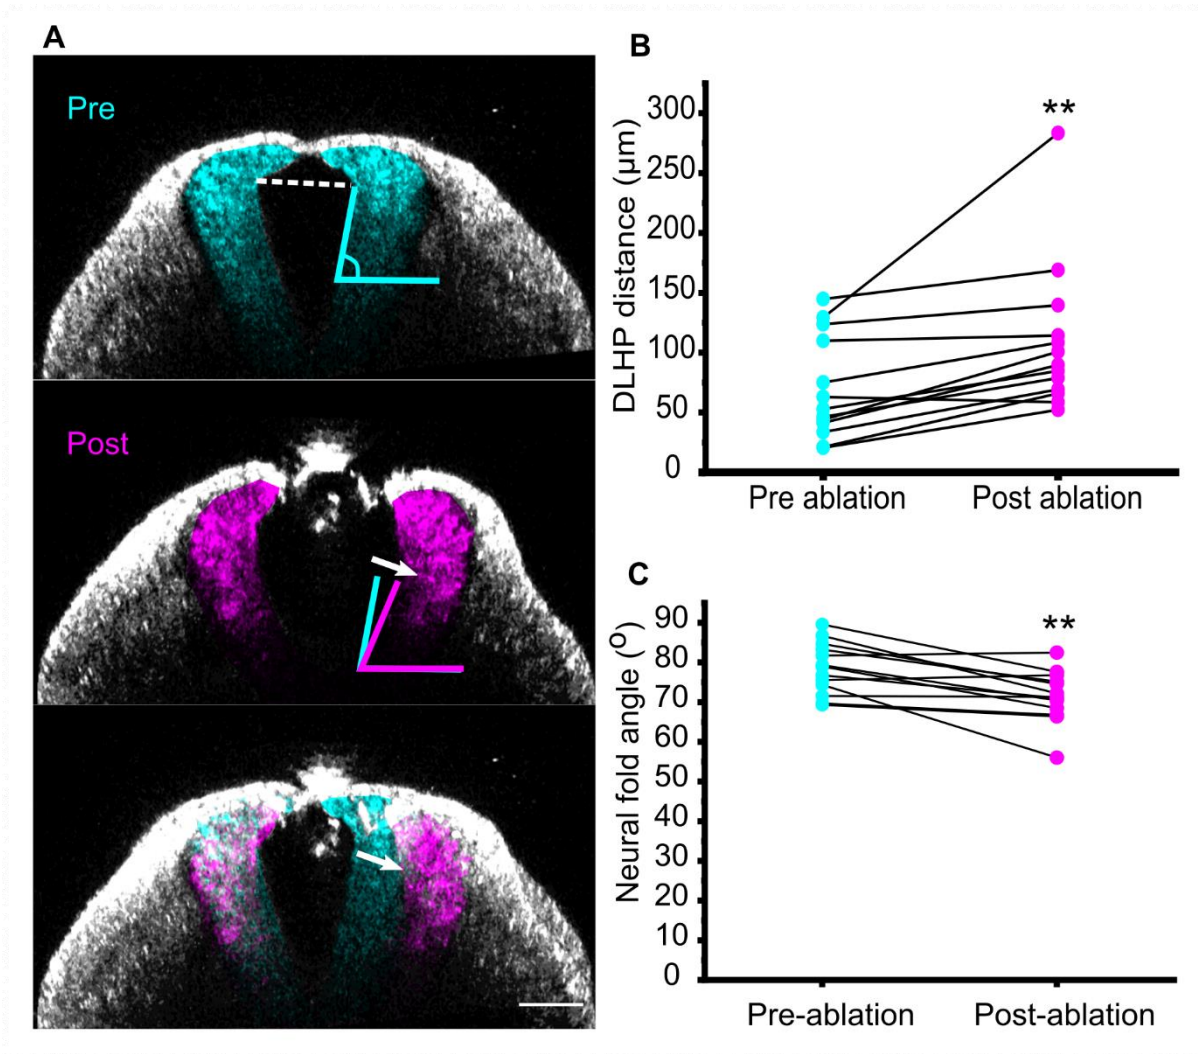 A
Pre
Post
B
DLHP distance (µm)
300
250
200
150
100
50
0
**
Pre ablation
Post ablation
C
Neural fold angle (⁰)
90
80
70
60
50
40
30
20
10
0
**
Pre-ablation
Post-ablation